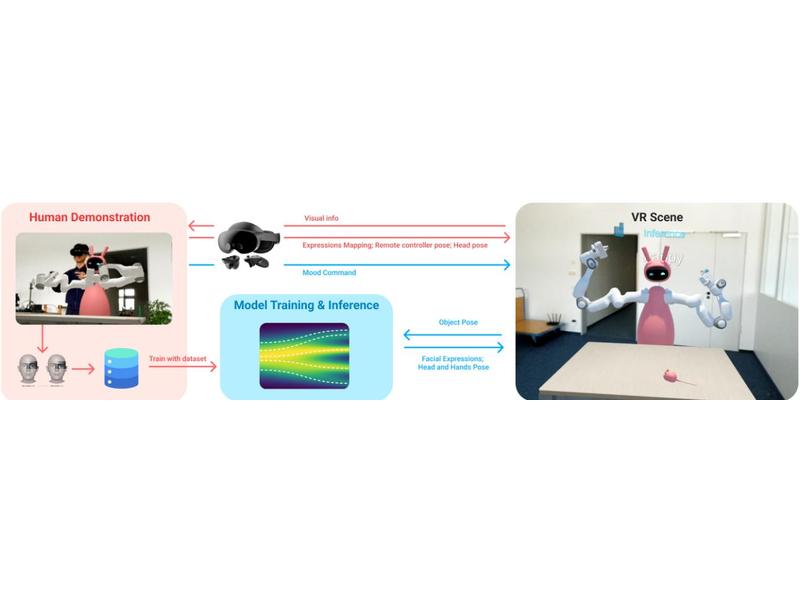 Human Demonstration
Visual info
Expressions Mapping; Remote controller pose; Head pose
Mood Command
VR Scene
Inference
Model Training & Inference
Train with dataset
Object Pose
Facial Expressions;
Head and Hands Pose